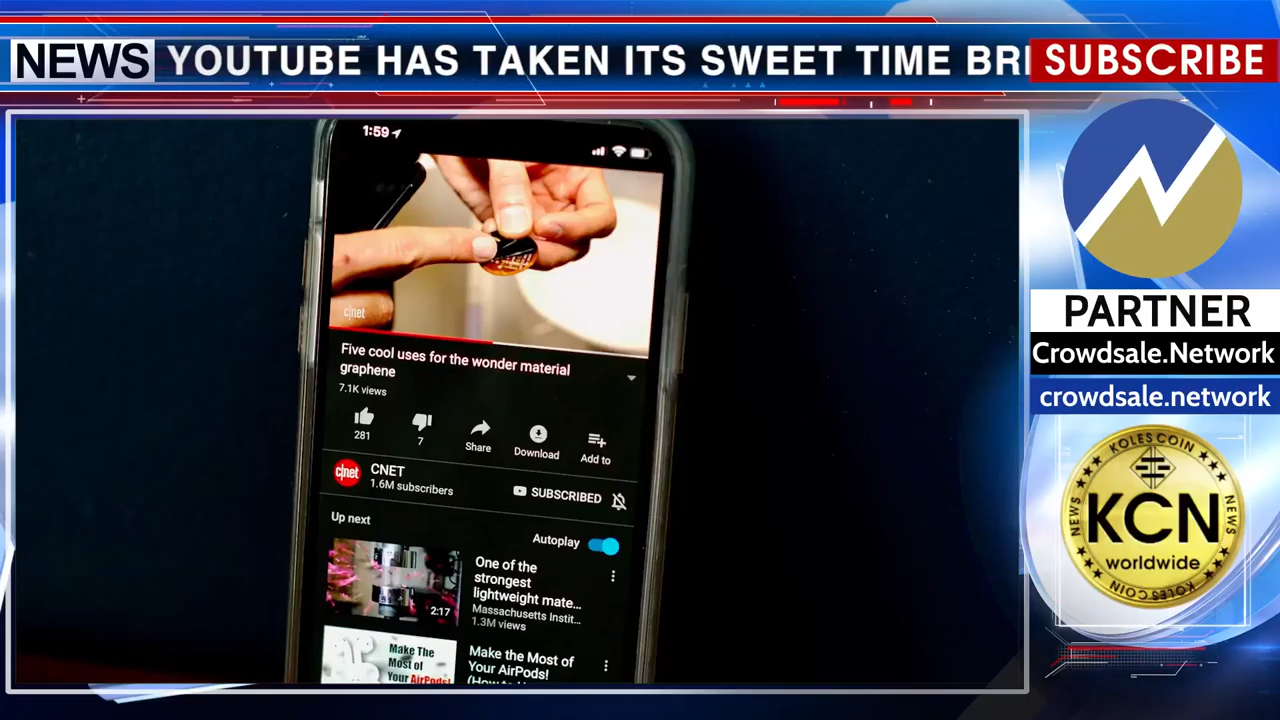 NEWS YOUTUBE HAS TAKEN ITS SWEET TIME BRI
SUBSCRIBE
1:59
cnet
Five cool uses for the wonder material
graphene
7.1K views
281
7
Share
Download
Add to
cnet
CNET
1.6M subscribers
SUBSCRIBED
Up next
Autoplay
2:17
One of the
strongest
lightweight mate...
Massachusetts Instit...
1.3M views
Make The
Most of
Your AirPods!
Make the Most of
Your AirPods!
PARTNER
Crowdsale.Network
crowdsale.network
KOLES COIN
NEWS
KCN
NEWS
worldwide
KOLES COIN